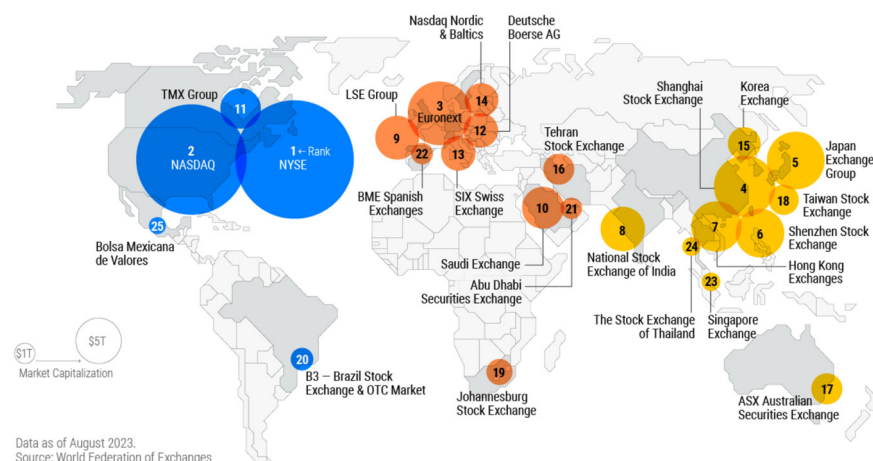 Nasdaq Nordic
& Baltics
Deutsche
Boerse AG
TMX Group
11
LSE Group
3
Euronext
14
9
12
22
13
2
NASDAQ
1 ← Rank
NYSE
BME Spanish
Exchanges
SIX Swiss
Exchange
Tehran
Stock Exchange
16
10
21
Saudi Exchange
Abu Dhabi
Securities Exchange
Shanghai
Stock Exchange
Korea
Exchange
15
5
Japan
Exchange
Group
4
18
Taiwan Stock
Exchange
7
6
Shenzhen Stock
Exchange
8
National Stock
Exchange of India
24
Hong Kong
Exchanges
23
The Stock Exchange
of Thailand
Singapore
Exchange
25
Bolsa Mexicana
de Valores
$1T
$5T
Market Capitalization
20
B3 — Brazil Stock
Exchange & OTC Market
19
Johannesburg
Stock Exchange
17
ASX Australian
Securities Exchange
Data as of August 2023.
Source: World Federation of Exchanges